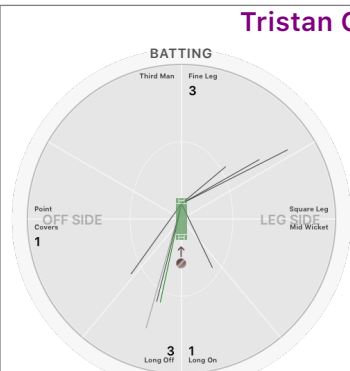 Tristan
BATTING
Third Man Fine Leg
3
Point Square Leg
OFF SIDE LEG SIDE
Covers Mid Wicket
1
3 1
Long Off Long On